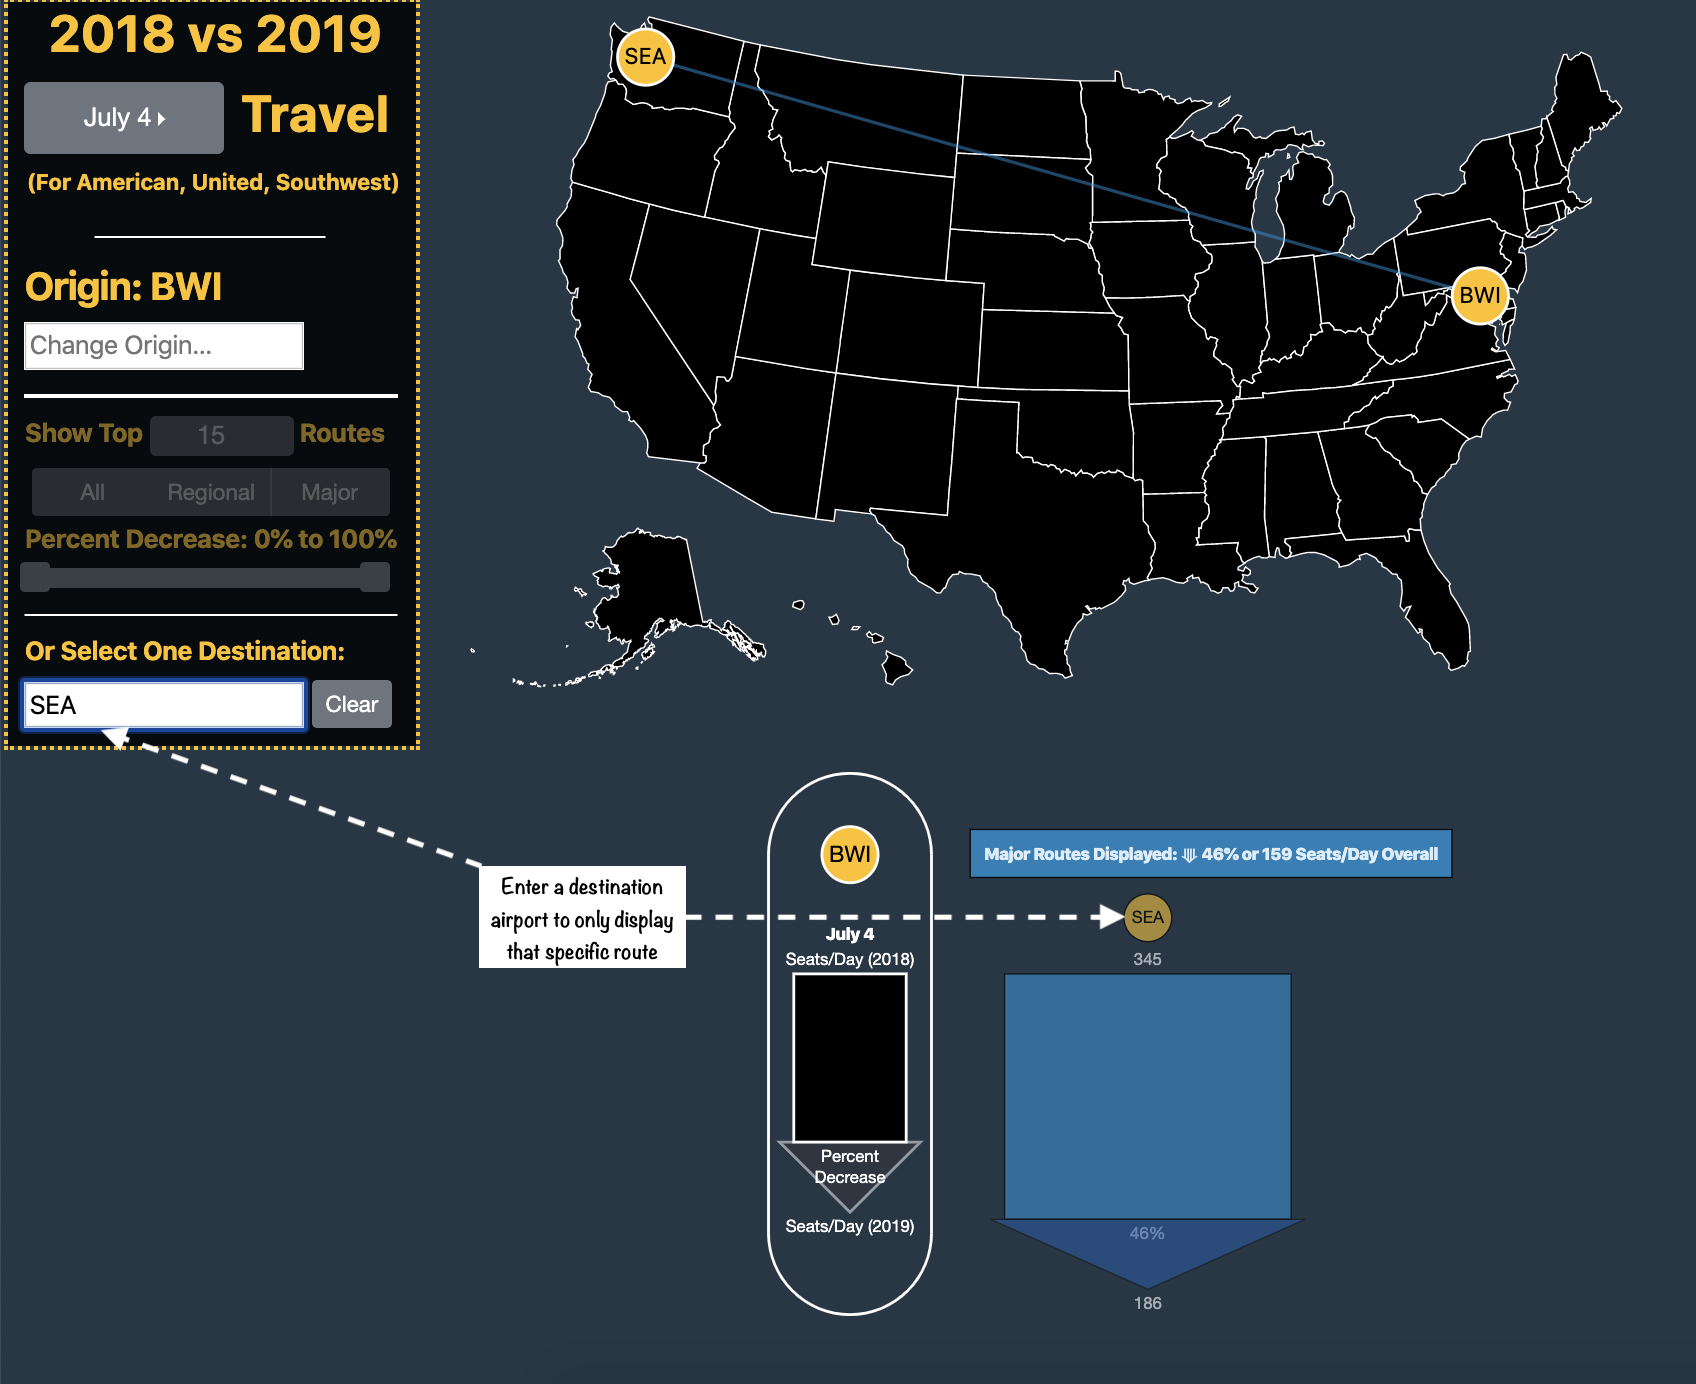 2018 vs 2019
July 4 Travel
(For American, United, Southwest)
Origin: BWI
Change Origin...
Show Top 15 Routes
All Regional Major
Percent Decrease: 0% to 100%
Or Select One Destination:
SEA Clear
SEA
BWI
Enter a destination
airport to only display
that specific route
BWI
July 4
Seats/Day (2018)
Percent
Decrease
Seats/Day (2019)
Major Routes Displayed: 46% or 159 Seats/Day Overall
SEA
345
46%
186